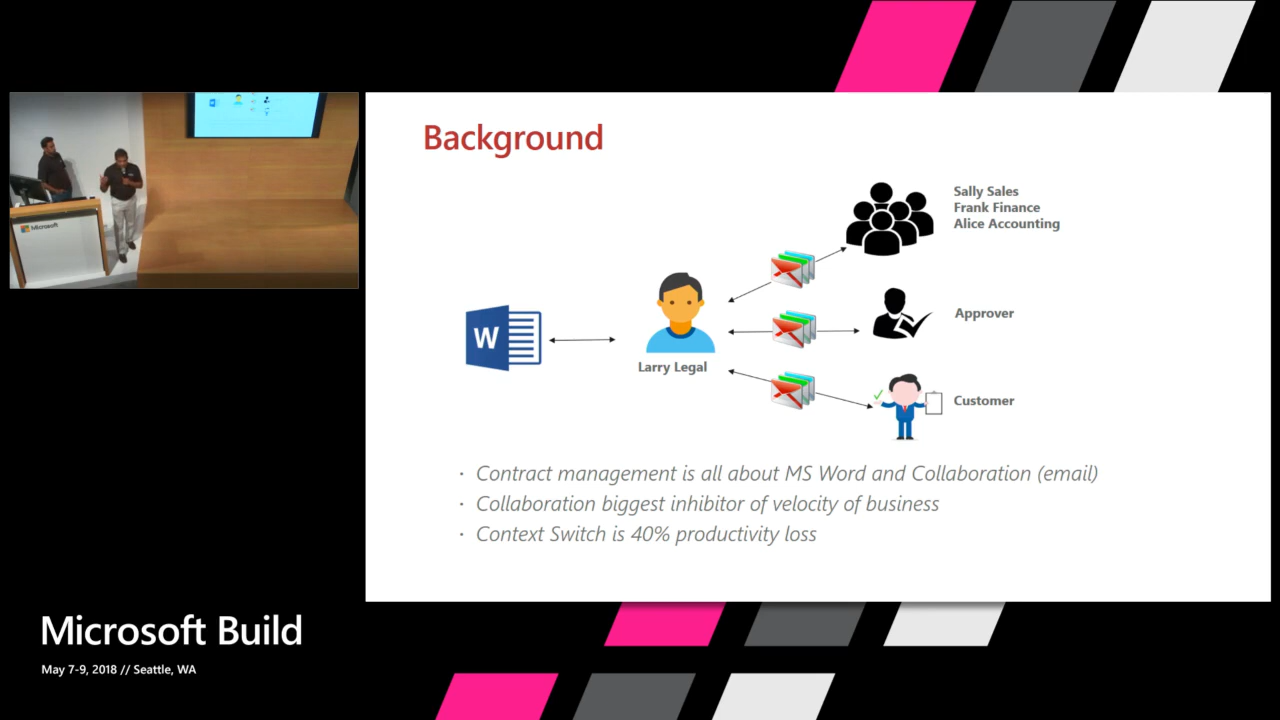 Microsoft
Background
Sally Sales
Frank Finance
Alice Accounting
W
Approver
Larry Legal
Customer
· Contract management is all about MS Word and Collaboration (email)
· Collaboration biggest inhibitor of velocity of business
· Context Switch is 40% productivity loss
Microsoft Build
May 7-9, 2018 // Seattle, WA